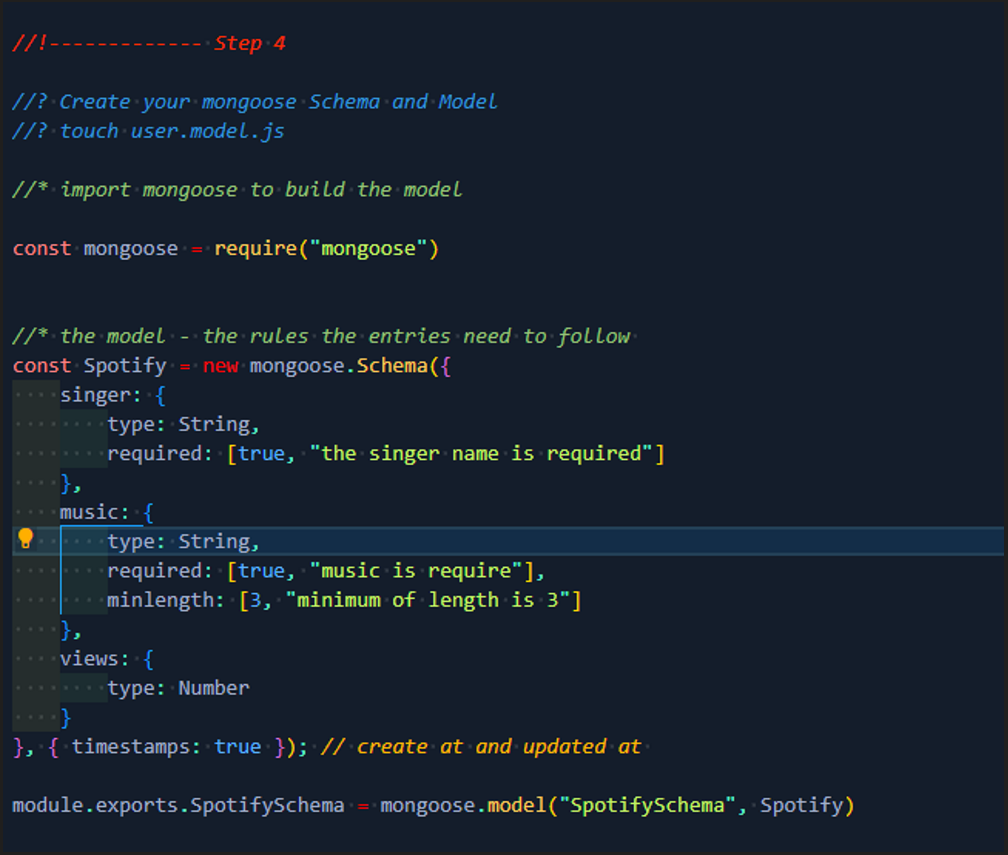 //!------------- Step 4
//? Create your mongoose Schema and Model
//? touch user.model.js
//* import mongoose to build the model
const mongoose = require("mongoose")
//* the model - the rules the entries need to follow
const Spotify = new mongoose.Schema({
    singer: {
        type: String,
        required: [true, "the singer name is required"]
    },
    music: {
        type: String,
        required: [true, "music is require"],
        minlength: [3, "minimum of length is 3"]
    },
    views: {
        type: Number
    }
}, { timestamps: true }); // create at and updated at
module.exports.SpotifySchema = mongoose.model("SpotifySchema", Spotify)